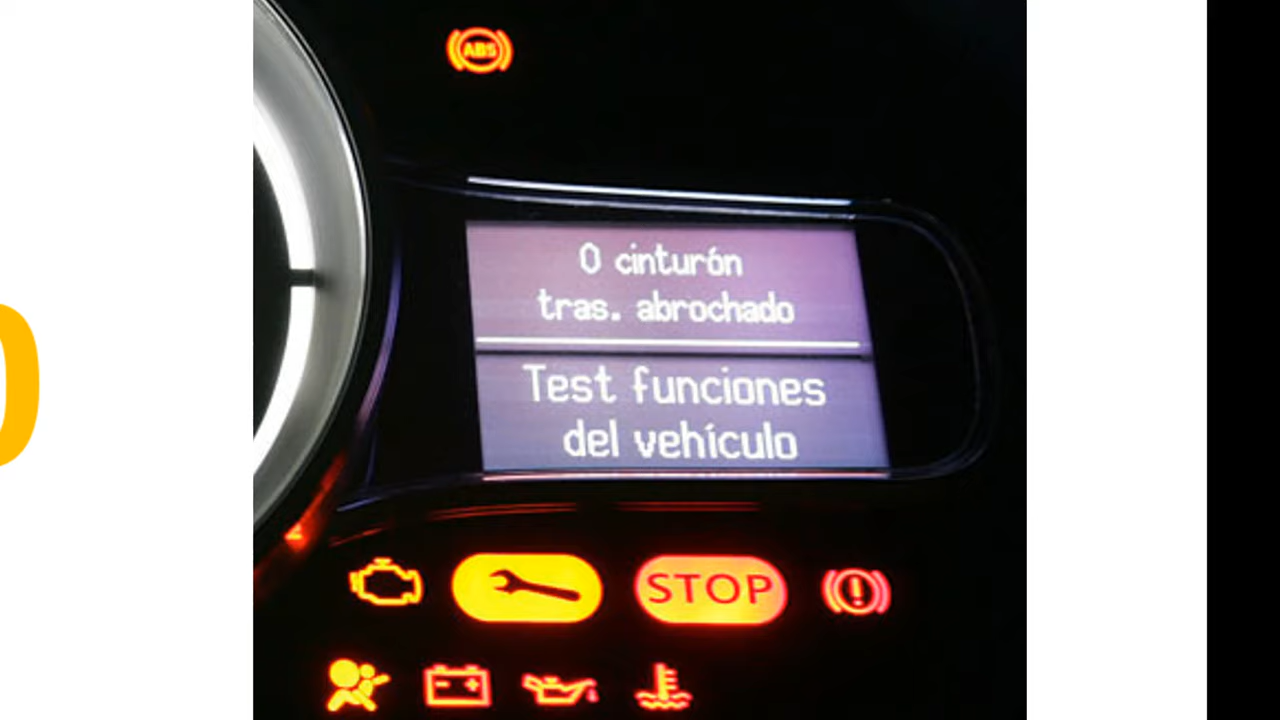 ABS
0 cinturón
tras. abrochado
Test funciones
del vehículo
STOP